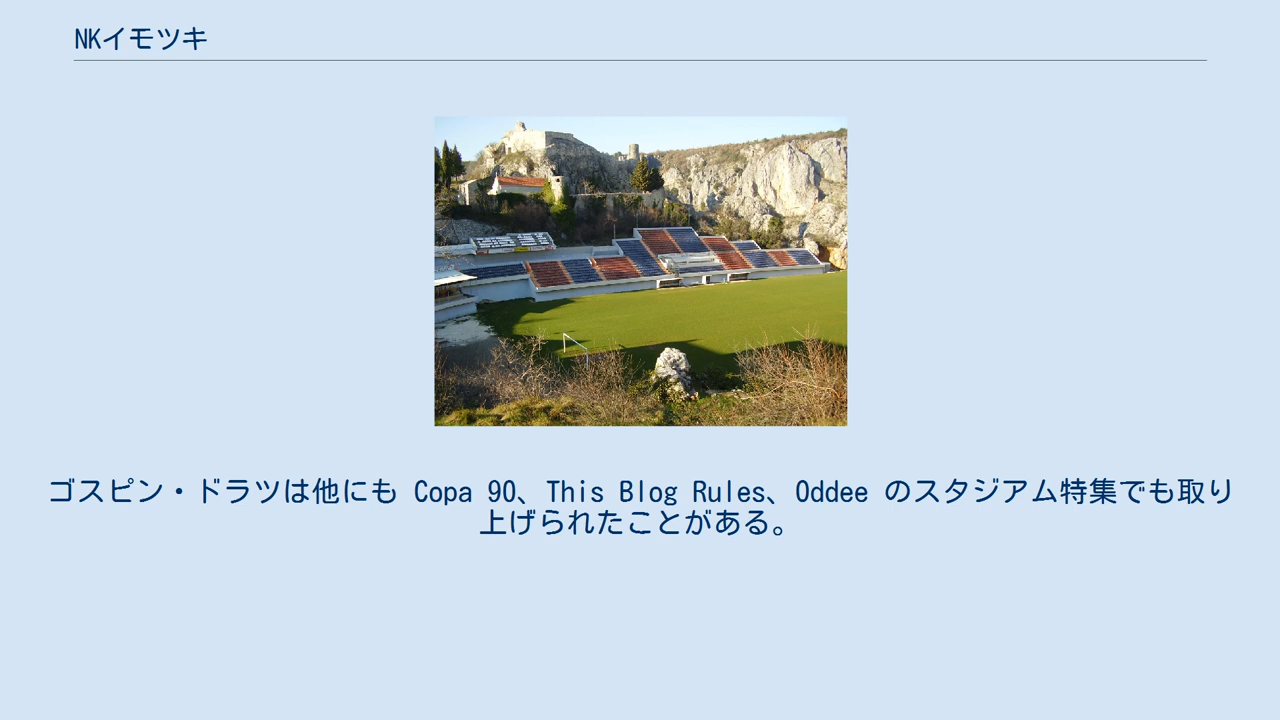 NKイモツキ
ゴスピン・ドラツは他にも Copa 90、This Blog Rules、Oddee のスタジアム特集でも取り
上げられたことがある。